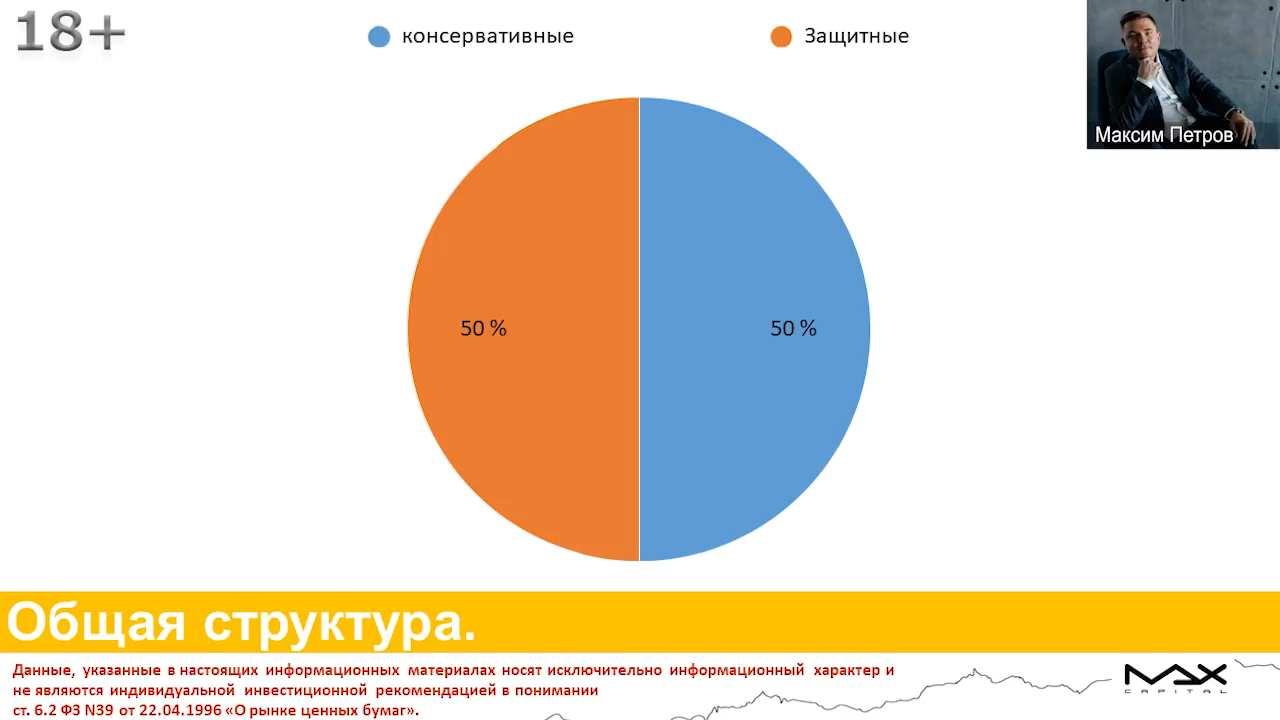 18+
консервативные
Защитные
Максим Петров
50 %
50 %
Общая структура.
Данные, указанные в настоящих информационных материалах носят исключительно информационный характер и
не являются индивидуальной инвестиционной рекомендацией в понимании
ст. 6.2 ФЗ N39 от 22.04.1996 «О рынке ценных бумаг».
MAX
CAPITAL